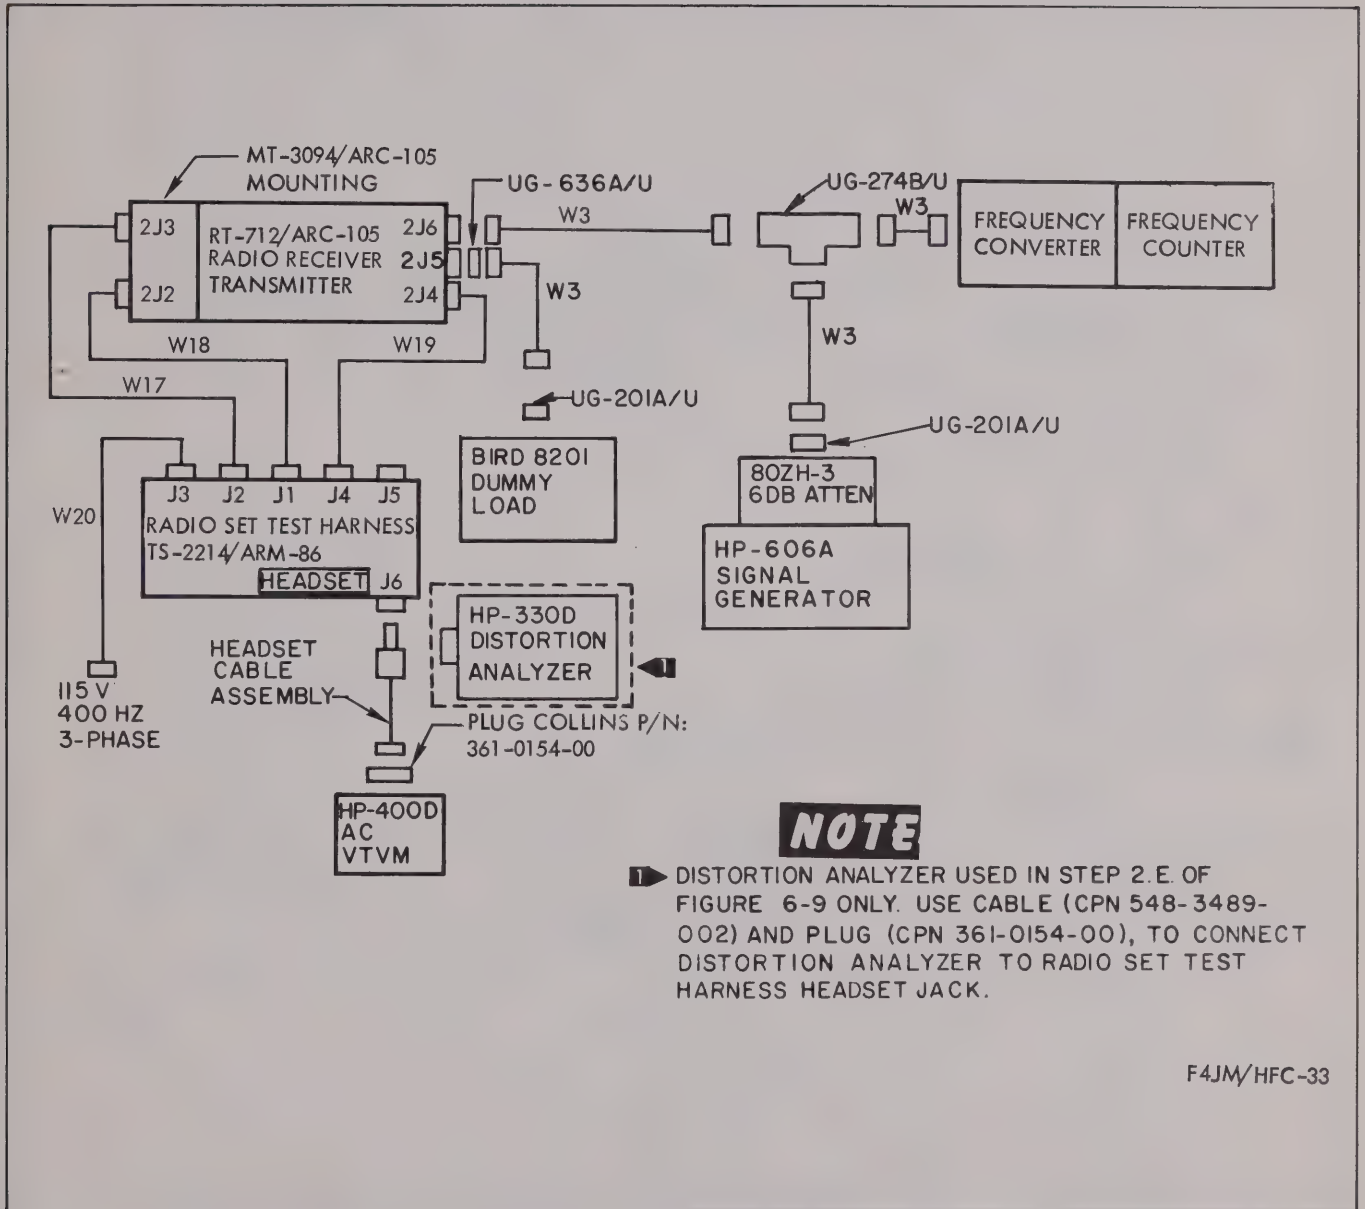 MT-3094/ARC-105
MOUNTING
UG-636A/U
UG-274B/U
W3
W3
2J3
2J2
RT-712/ARC-105
RADIO RECEIVER
TRANSMITTER
2J6
2J5
2J4
FREQUENCY
CONVERTER
FREQUENCY
COUNTER
W3
W3
W18
W19
W17
UG-201A/U
UG-201A/U
BIRD 8201
DUMMY
LOAD
80ZH-3
6DB ATTEN
HP-606A
SIGNAL
GENERATOR
W20
J3 J2 J1 J4 J5
RADIO SET TEST HARNESS
TS-2214/ARM-86
HEADSET J6
HP-330D
DISTORTION
ANALYZER
1
HEADSET
CABLE
ASSEMBLY
115 V
400 HZ
3-PHASE
PLUG COLLINS P/N:
361-0154-00
HP-400D
AC
VTVM
NOTE
1 DISTORTION ANALYZER USED IN STEP 2.E. OF
FIGURE 6-9 ONLY. USE CABLE (CPN 548-3489-
002) AND PLUG (CPN 361-0154-00), TO CONNECT
DISTORTION ANALYZER TO RADIO SET TEST
HARNESS HEADSET JACK.
F4JM/HFC-33